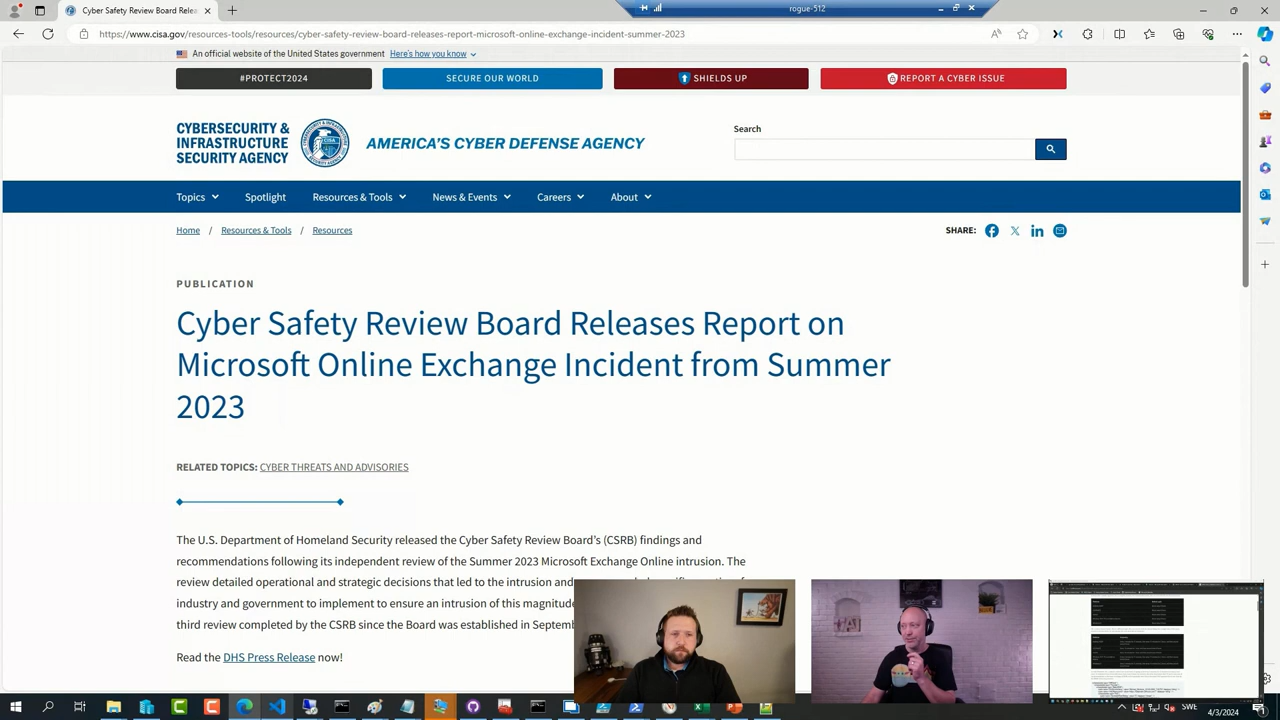 Cyber Safety Review Board Relea
rogue-512
https://www.cisa.gov/resources-tools/resources/cyber-safety-review-board-releases-report-microsoft-online-exchange-incident-summer-2023
An official website of the United States government Here's how you know
#PROTECT2024
SECURE OUR WORLD
SHIELDS UP
REPORT A CYBER ISSUE
CYBERSECURITY &
INFRASTRUCTURE
SECURITY AGENCY
AMERICA'S CYBER DEFENSE AGENCY
Search
Topics
Spotlight
Resources & Tools
News & Events
Careers
About
Home / Resources & Tools / Resources
SHARE:
PUBLICATION
Cyber Safety Review Board Releases Report on
Microsoft Online Exchange Incident from Summer
2023
RELATED TOPICS: CYBER THREATS AND ADVISORIES
The U.S. Department of Homeland Security released the Cyber Safety Review Board's (CSRB) findings and
recommendations following its independent review of the Summer 2023 Microsoft Exchange Online intrusion. The
review detailed operational and strategic decisions that led to the intrusion and
industry and government to implement to ensure an intrusion of this magnitude
third review completed by the CSRB since the Board was established in Septem
Read the DHS Press Release now!
SWE
4/3/2024